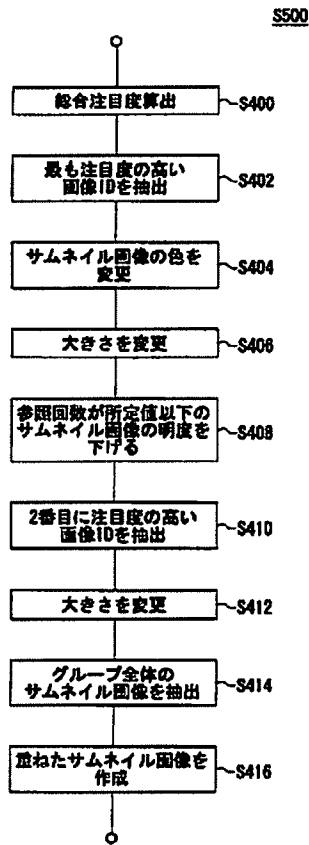 S500
総合注目度算出
S400
最も注目度の高い
画像IDを抽出
S402
サムネイル画像の色を
変更
S404
大きさを変更
S406
参照回数が所定値以下の
サムネイル画像の明度を
下げる
S408
2番目に注目度の高い
画像IDを抽出
S410
大きさを変更
S412
グループ全体の
サムネイル画像を抽出
S414
重ねたサムネイル画像を
作成
S416